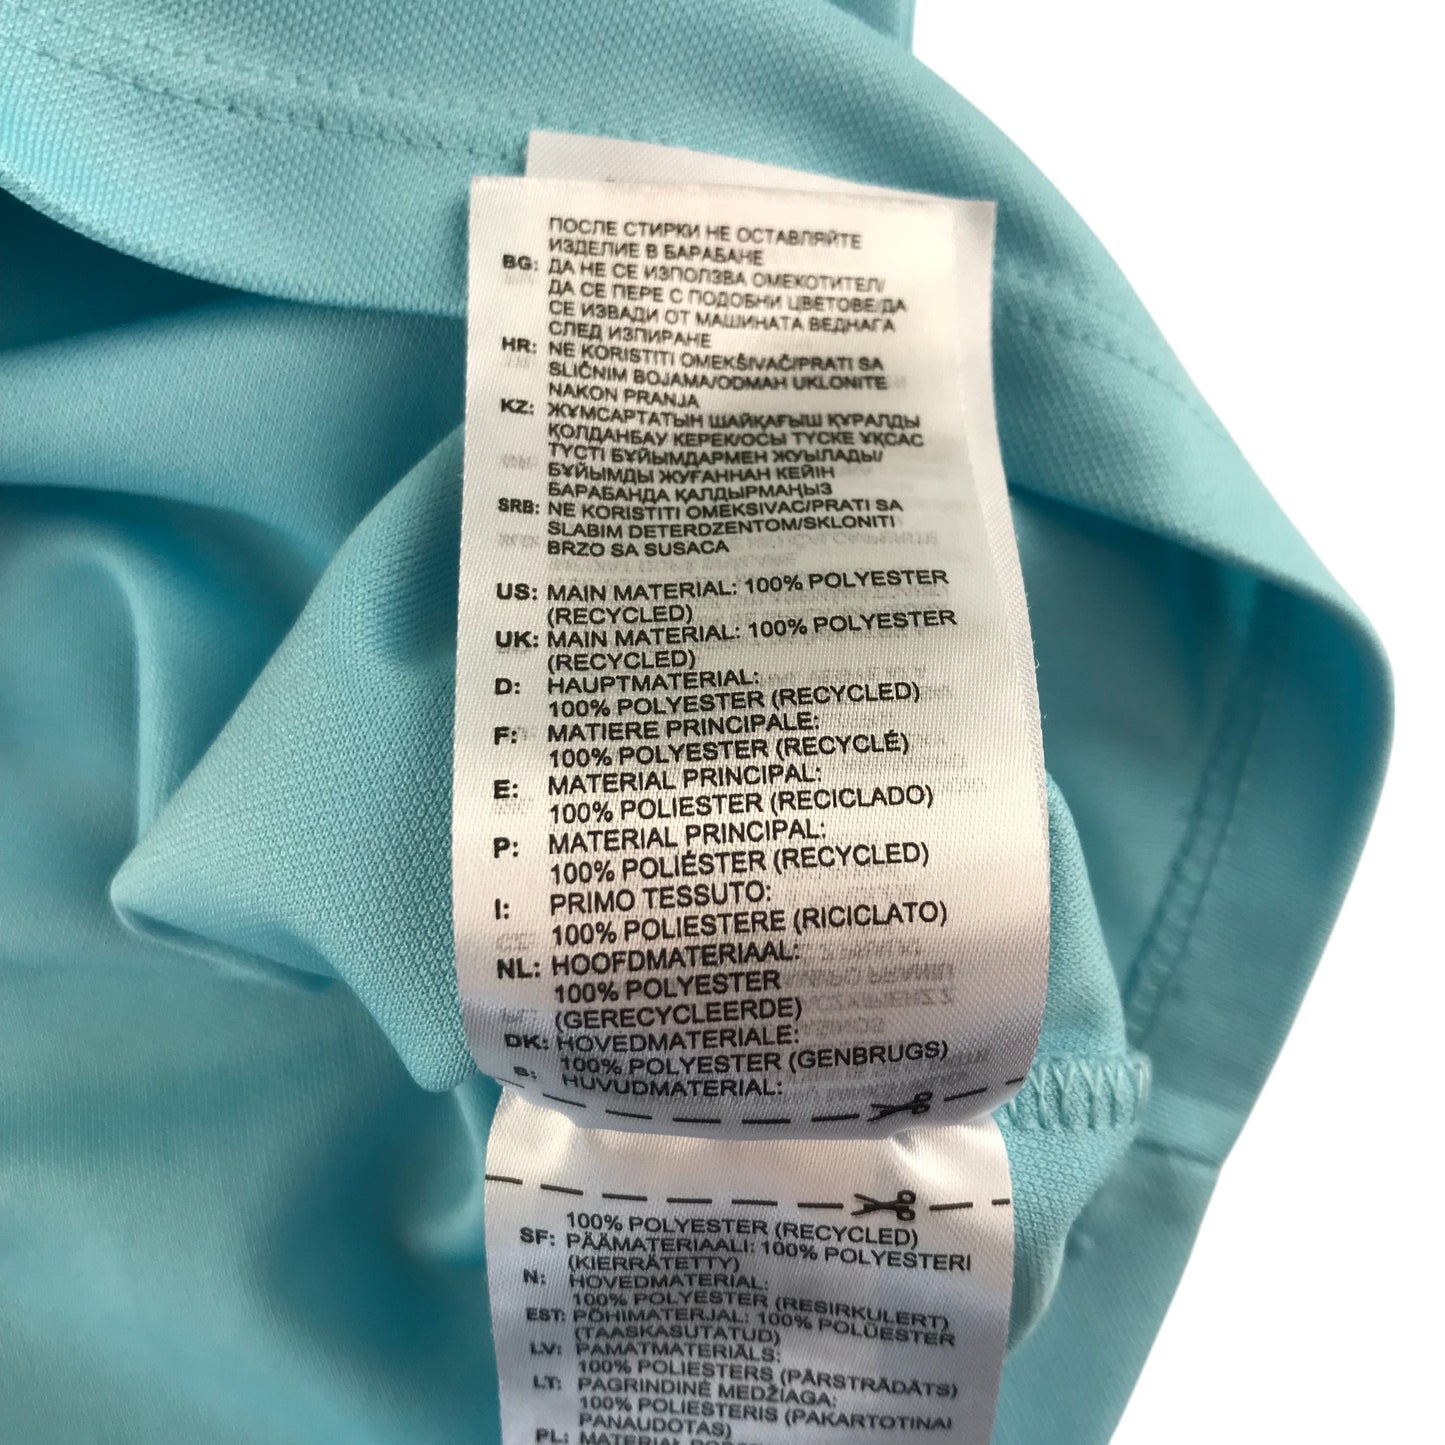 ПОСЛЕ СТИРКИ НЕ ОСТАВЛЯЙТЕ
ИЗДЕЛИЕ В БАРАБАНЕ
BG: ДА НЕ СЕ ИЗПОЛЗВА ОМЕКОТИТЕЛ/
ДА СЕ ПЕРЕ С ПОДОБНИ ЦВЕТОВЕ/ДА
СЕ ИЗВАДИ ОТ МАШИНАТА ВЕДНАГА
СЛЕД ИЗПИРАНЕ
HR: NE KORISTITI OMEKŠIVAČ/PRATI SA
SLIČNIM BOJAMA/ODMAH UKLONITE
NAKON PRANJA
KZ: ЖҰМСАРТАТЫН ШАЙҚАҒЫШ ҚҰРАЛДЫ
ҚОЛДАНБАУ КЕРЕК/ОСЫ ТҮСКЕ ҰҚСАС
ТҮСТІ БҰЙЫМДАРМЕН ЖУЫЛАДЫ/
БҰЙЫМДЫ ЖУҒАННАН КЕЙІН
БАРАБАНДА ҚАЛДЫРМАҢЫЗ
SRB: NE KORISTITI OMEKSIVAC/PRATI SA
SLABIM DETERDZENTOM/SKLONITI
BRZO SA SUSACA
US: MAIN MATERIAL: 100% POLYESTER
(RECYCLED)
UK: MAIN MATERIAL: 100% POLYESTER
(RECYCLED)
D: HAUPTMATERIAL:
100% POLYESTER (RECYCLED)
F: MATIERE PRINCIPALE:
100% POLYESTER (RECYCLÉ)
E: MATERIAL PRINCIPAL:
100% POLIESTER (RECICLADO)
P: MATERIAL PRINCIPAL:
100% POLIÉSTER (RECYCLED)
I: PRIMO TESSUTO:
100% POLIESTERE (RICICLATO)
NL: HOOFDMATERIAAL:
100% POLYESTER
(GERECYCLEERDE)
DK: HOVEDMATERIALE:
100% POLYESTER (GENBRUGS)
S: HUVUDMATERIAL:
100% POLYESTER (RECYCLED)
SF: PÄÄMATERIAALI: 100% POLYESTERI
(KIERRÄTETTY)
N: HOVEDMATERIAL:
100% POLYESTER (RESIRKULERT)
EST: PÕHIMATERJAL: 100% POLÜESTER
(TAASKASUTATUD)
LV: PAMATMATERIĀLS:
100% POLIESTERS (PĀRSTRĀDĀTS)
LT: PAGRINDINĖ MEDŽIAGA:
100% POLIESTERIS (PAKARTOTINAI
PANAUDOTAS)
PL: MATERIAŁ